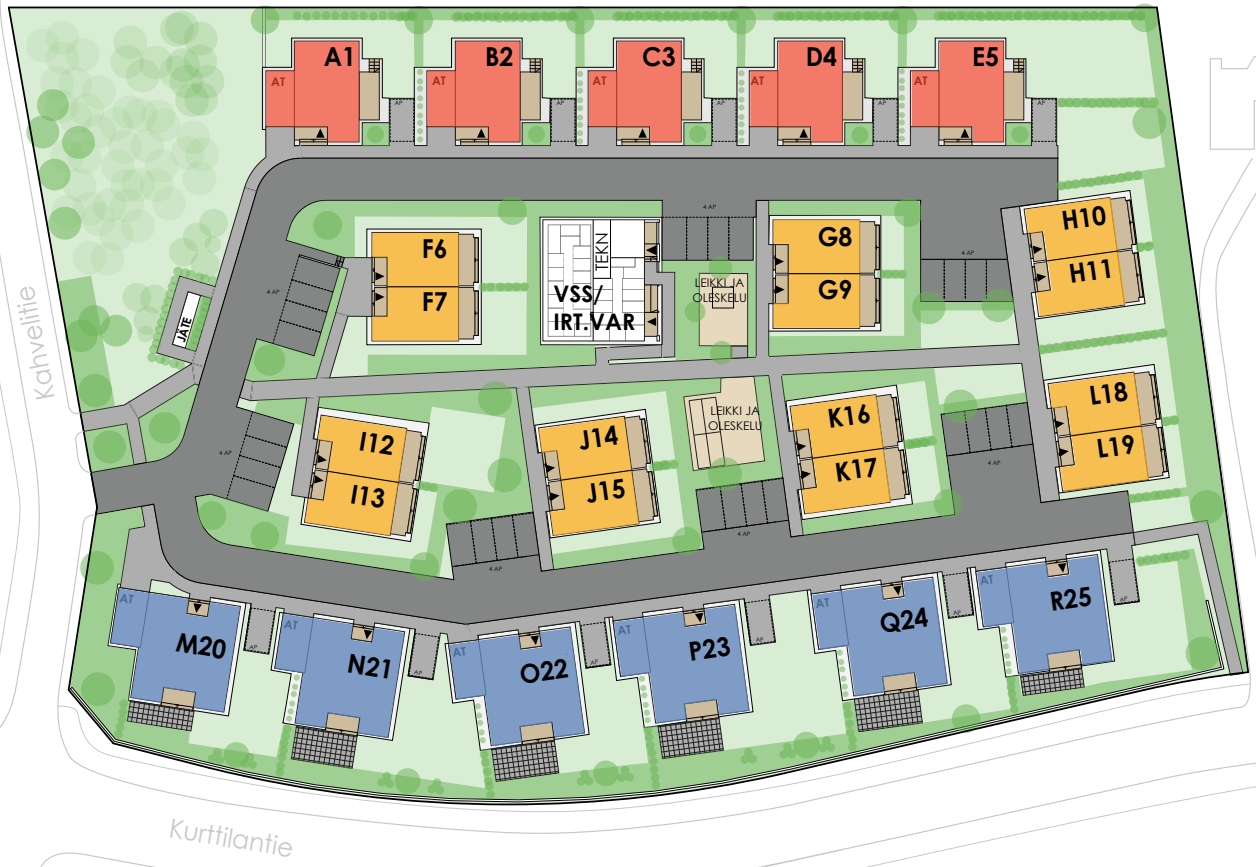 A1
B2
C3
D4
E5
AT
AT
AT
AT
AT
AP
AP
AP
AP
AP
4 AP
F6
F7
TEKN
VSS/
IRT.VAR
LEIKKI JA
OLESKELU
G8
G9
4 AP
H10
H11
4 AP
JÄTE
Kahvelitie
I12
I13
4 AP
J14
J15
4 AP
LEIKKI JA
OLESKELU
4 AP
K16
K17
4 AP
L18
L19
AT
M20
AP
AT
N21
AP
AT
O22
AP
AT
P23
AP
AT
Q24
AP
AT
R25
AP
Kurttilantie